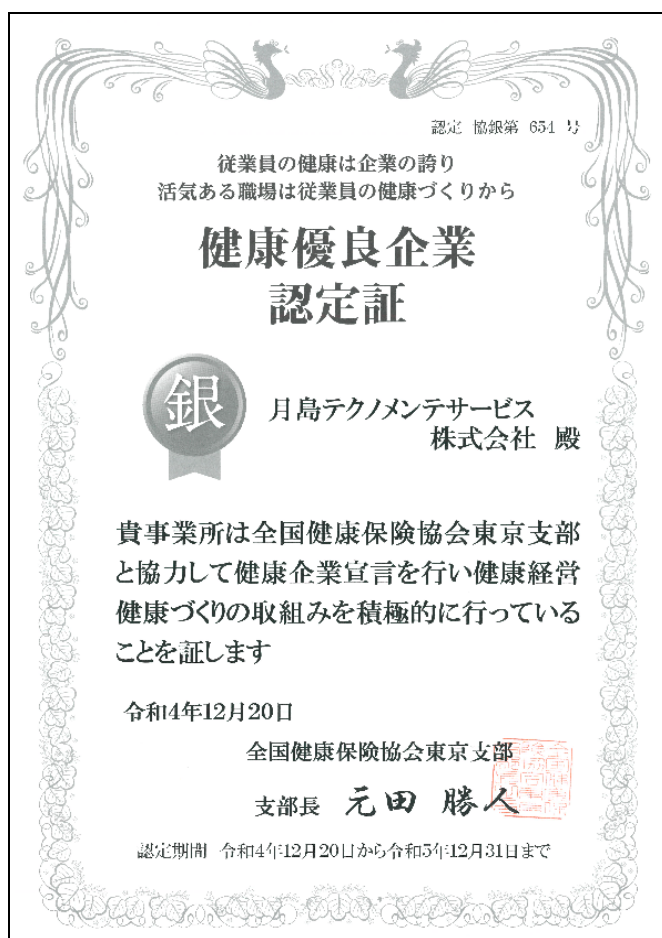 認定 協銀第 654 号
従業員の健康は企業の誇り
活気ある職場は従業員の健康づくりから
健康優良企業
認定証
銀
月島テクノメンテサービス
株式会社 殿
貴事業所は全国健康保険協会東京支部
と協力して健康企業宣言を行い健康経営
健康づくりの取組みを積極的に行っている
ことを証します
令和4年12月20日
全国健康保険協会東京支部
支部長 元田 勝人
認定期間 令和4年12月20日から令和5年12月31日まで